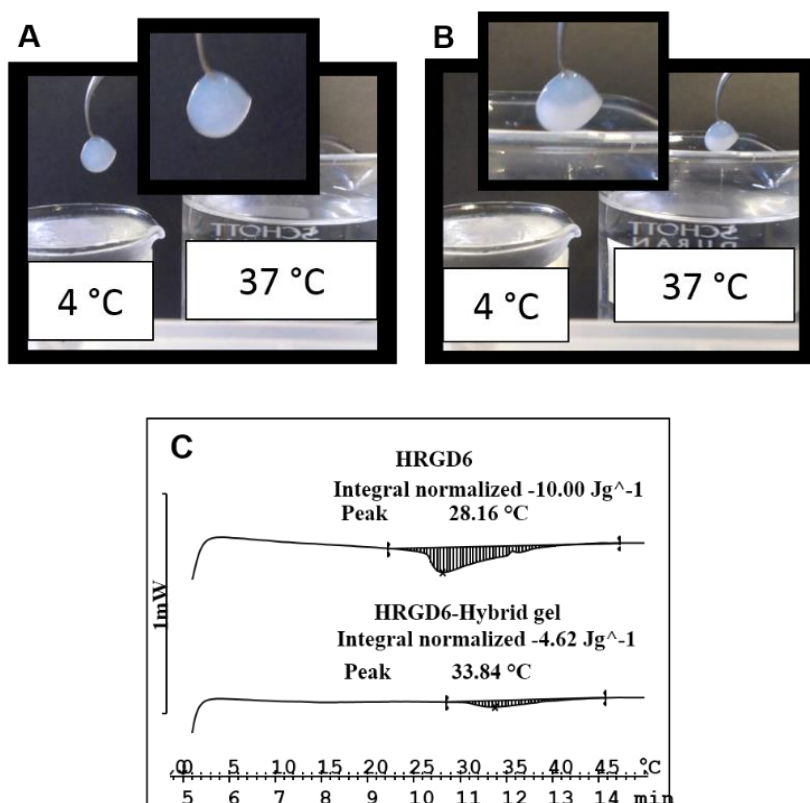 A
4 °C
37 °C
SCHOTT
B
4 °C
37 °C
SCHOTT
DURAN
C
HRGD6
Integral normalized -10.00 Jg^-1
Peak 28.16 °C
1mW
HRGD6-Hybrid gel
Integral normalized -4.62 Jg^-1
Peak 33.84 °C
0 5 10 15 20 25 30 35 40 45 °C
5 6 7 8 9 10 11 12 13 14 min